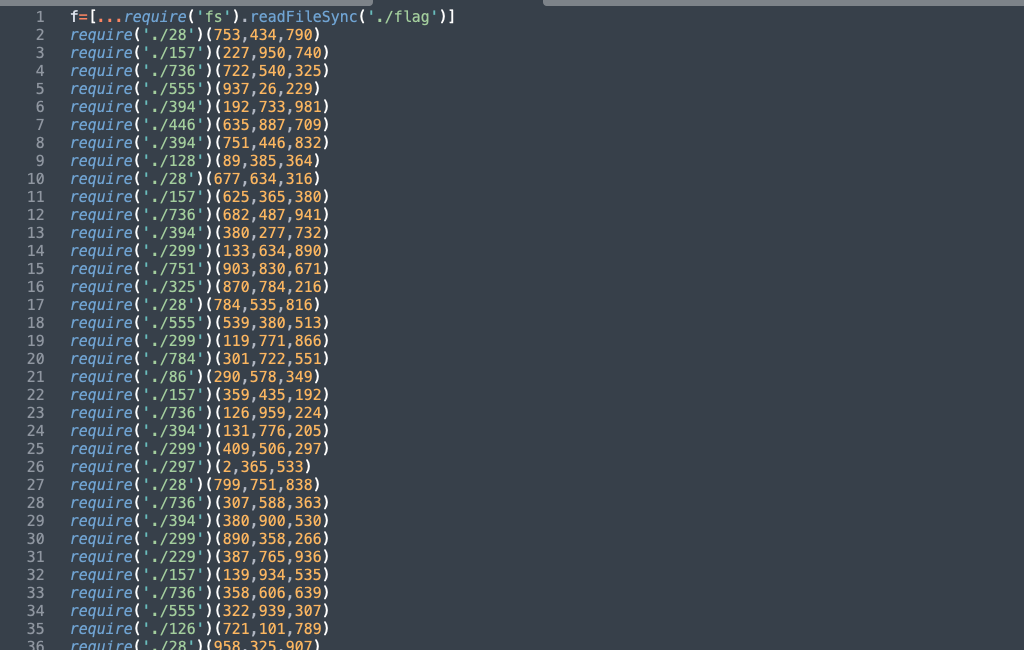 1 f=[...require('fs').readFileSync('./flag')]
2 require('./28')(753,434,790)
3 require('./157')(227,950,740)
4 require('./736')(722,540,325)
5 require('./555')(937,26,229)
6 require('./394')(192,733,981)
7 require('./446')(635,887,709)
8 require('./394')(751,446,832)
9 require('./128')(89,385,364)
10 require('./28')(677,634,316)
11 require('./157')(625,365,380)
12 require('./736')(682,487,941)
13 require('./394')(380,277,732)
14 require('./299')(133,634,890)
15 require('./751')(903,830,671)
16 require('./325')(870,784,216)
17 require('./28')(784,535,816)
18 require('./555')(539,380,513)
19 require('./299')(119,771,866)
20 require('./784')(301,722,551)
21 require('./86')(290,578,349)
22 require('./157')(359,435,192)
23 require('./736')(126,959,224)
24 require('./394')(131,776,205)
25 require('./299')(409,506,297)
26 require('./297')(2,365,533)
27 require('./28')(799,751,838)
28 require('./736')(307,588,363)
29 require('./394')(380,900,530)
30 require('./299')(890,358,266)
31 require('./229')(387,765,936)
32 require('./157')(139,934,535)
33 require('./736')(358,606,639)
34 require('./555')(322,939,307)
35 require('./126')(721,101,789)
36 require('./28')(958,325,907)